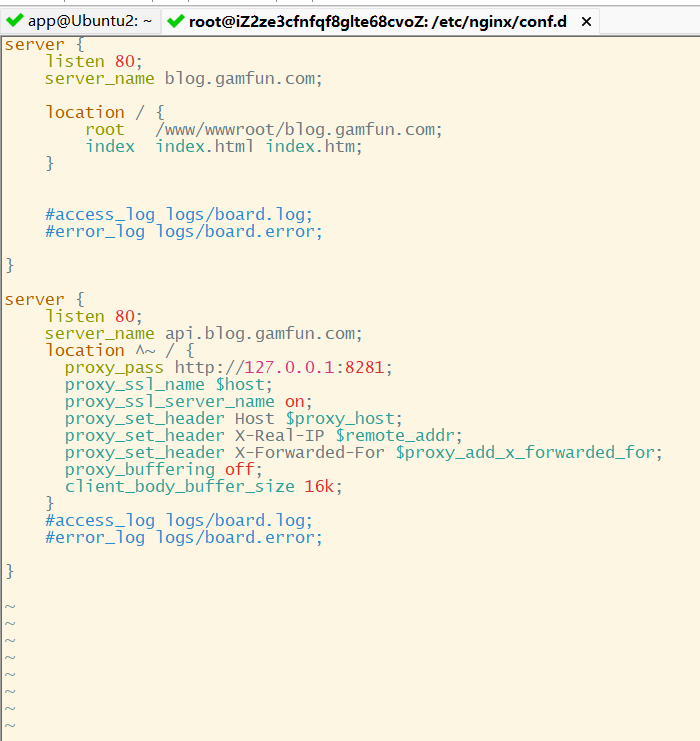 app@Ubuntu2: ~ root@iZ2ze3cfnfqf8glte68cvoZ: /etc/nginx/conf.d ×
server {
    listen 80;
    server_name blog.gamfun.com;

    location / {
        root   /www/wwwroot/blog.gamfun.com;
        index  index.html index.htm;
    }


    #access_log logs/board.log;
    #error_log logs/board.error;

}

server {
    listen 80;
    server_name api.blog.gamfun.com;
    location ^~ / {
      proxy_pass http://127.0.0.1:8281;
      proxy_ssl_name $host;
      proxy_ssl_server_name on;
      proxy_set_header Host $proxy_host;
      proxy_set_header X-Real-IP $remote_addr;
      proxy_set_header X-Forwarded-For $proxy_add_x_forwarded_for;
      proxy_buffering off;
      client_body_buffer_size 16k;
    }
    #access_log logs/board.log;
    #error_log logs/board.error;

}

~
~
~
~
~
~
~
~